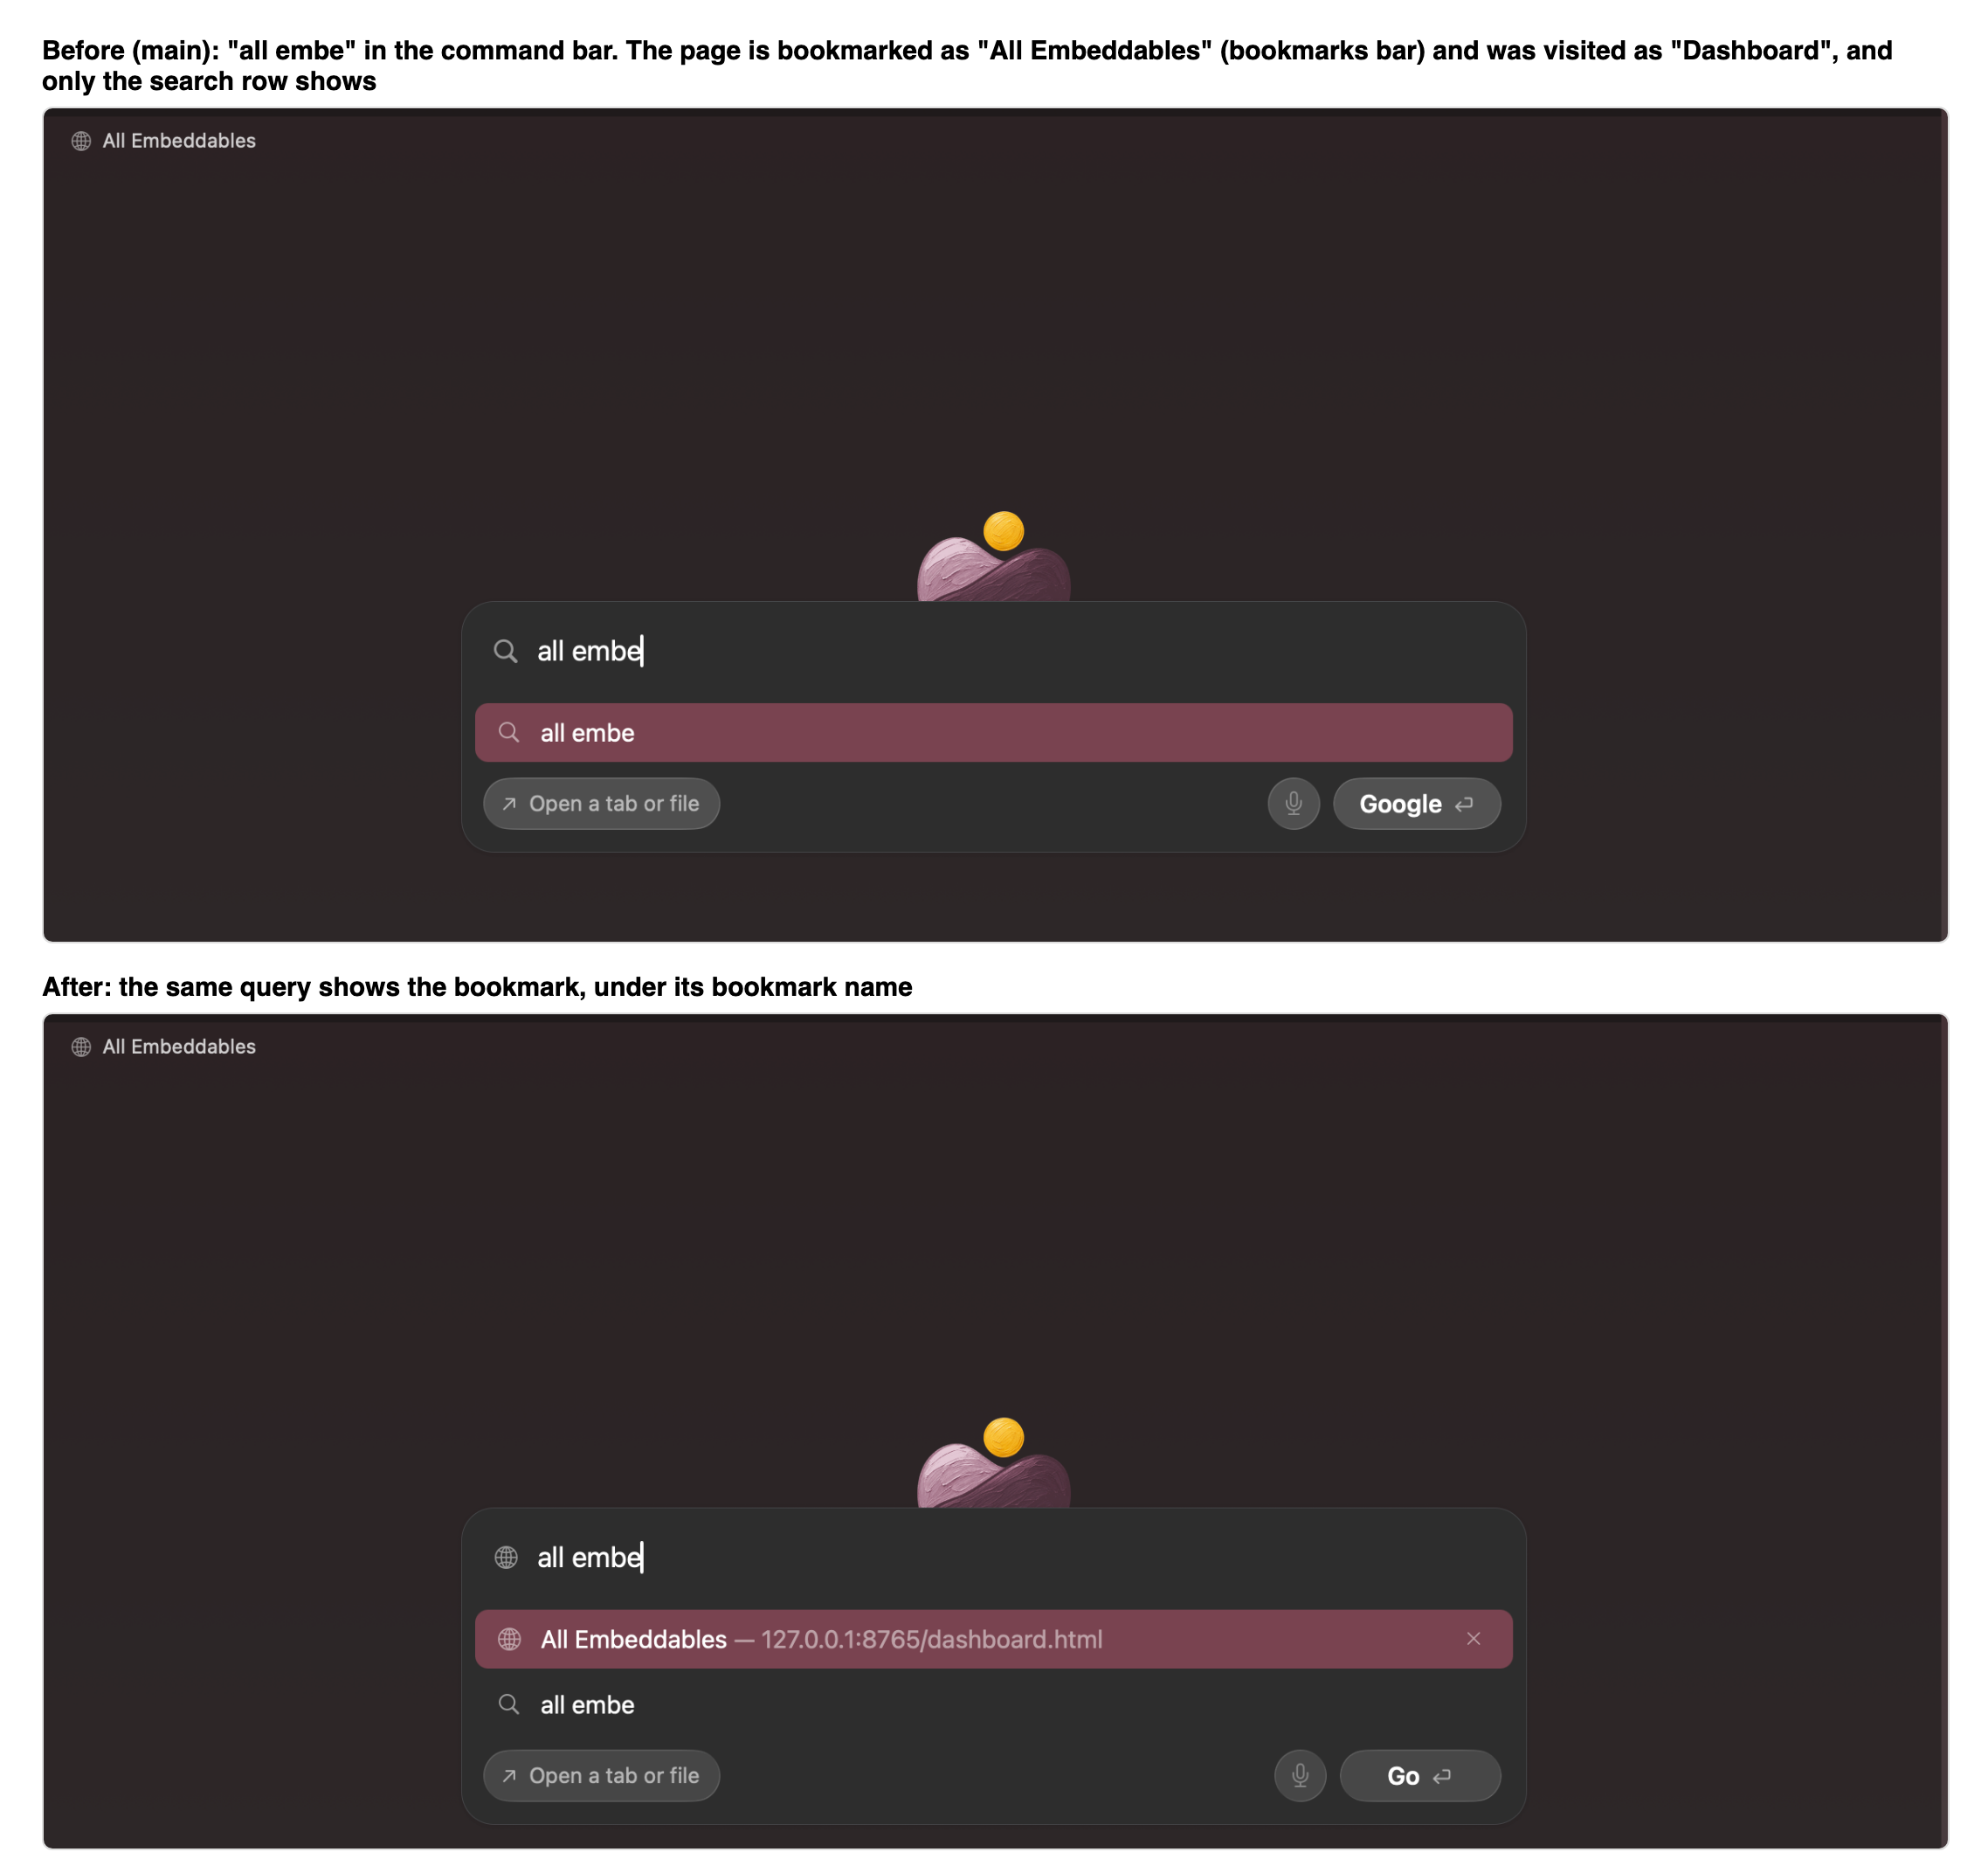 Before (main): "all embe" in the command bar. The page is bookmarked as "All Embeddables" (bookmarks bar) and was visited as "Dashboard", and
only the search row shows
All Embeddables
all embe
all embe
Open a tab or file
Google
After: the same query shows the bookmark, under its bookmark name
All Embeddables
all embe
All Embeddables — 127.0.0.1:8765/dashboard.html
all embe
Open a tab or file
Go